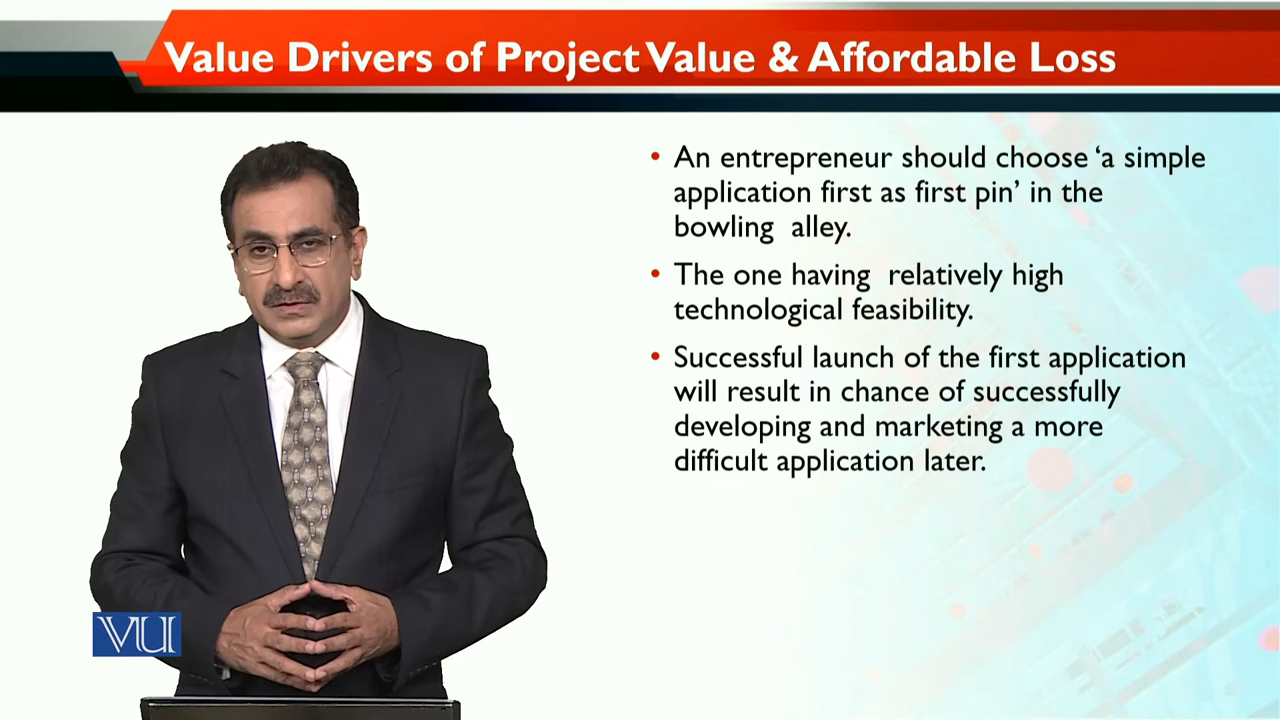 Value Drivers of Project Value & Affordable Loss
• An entrepreneur should choose ‘a simple
application first as first pin’ in the
bowling  alley.
• The one having  relatively high
technological feasibility.
• Successful launch of the first application
will result in chance of successfully
developing and marketing a more
difficult application later.
VU